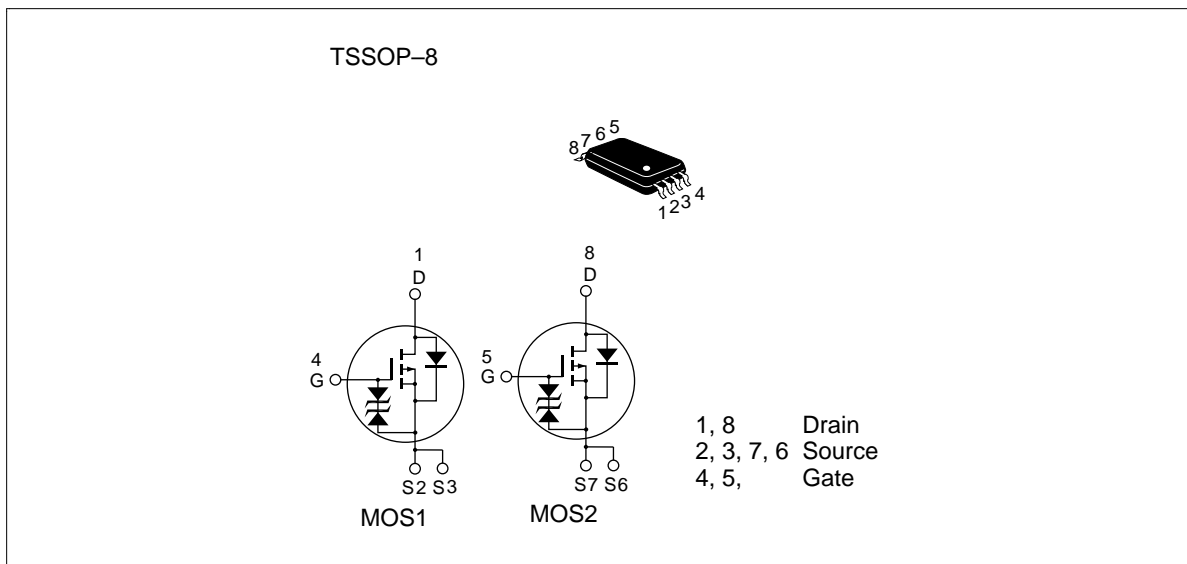 TSSOP–8
8 7 6 5
1 2 3 4
1
D
8
D
4
G
5
G
S2 S3
S7 S6
MOS1
MOS2
1, 8 Drain
2, 3, 7, 6 Source
4, 5, Gate